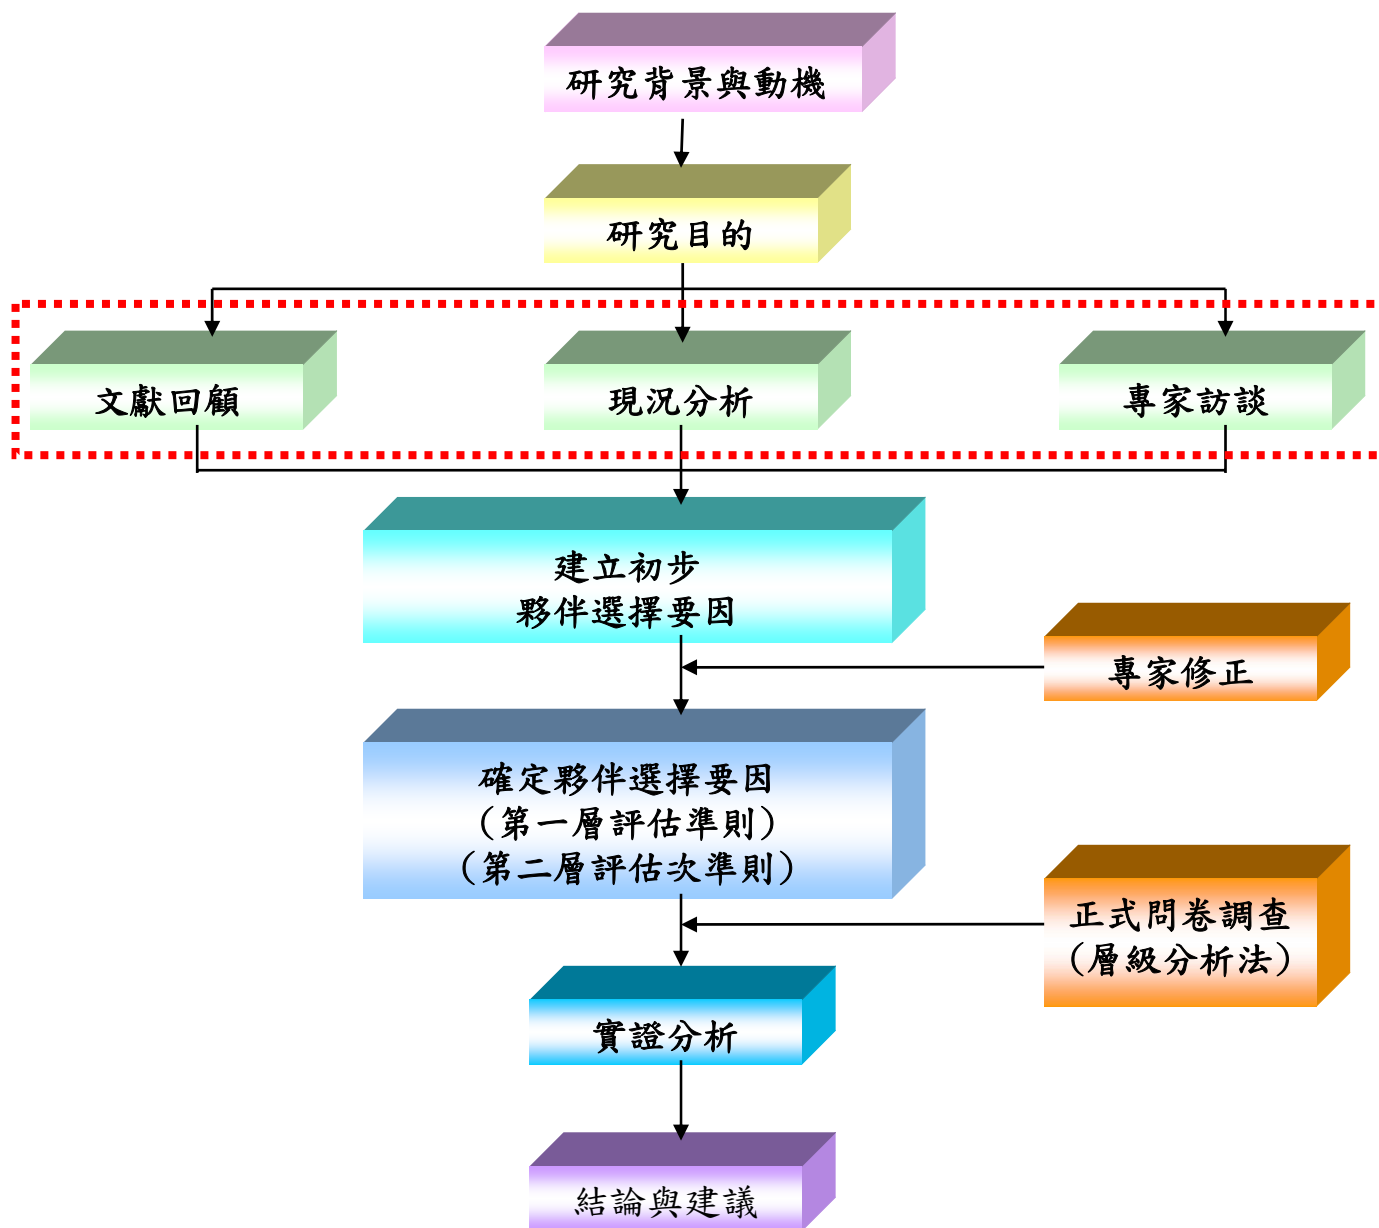 研究背景與動機
研究目的
文獻回顧
現況分析
專家訪談
建立初步
夥伴選擇要因
專家修正
確定夥伴選擇要因
（第一層評估準則）
（第二層評估次準則）
正式問卷調查
（層級分析法）
實證分析
結論與建議